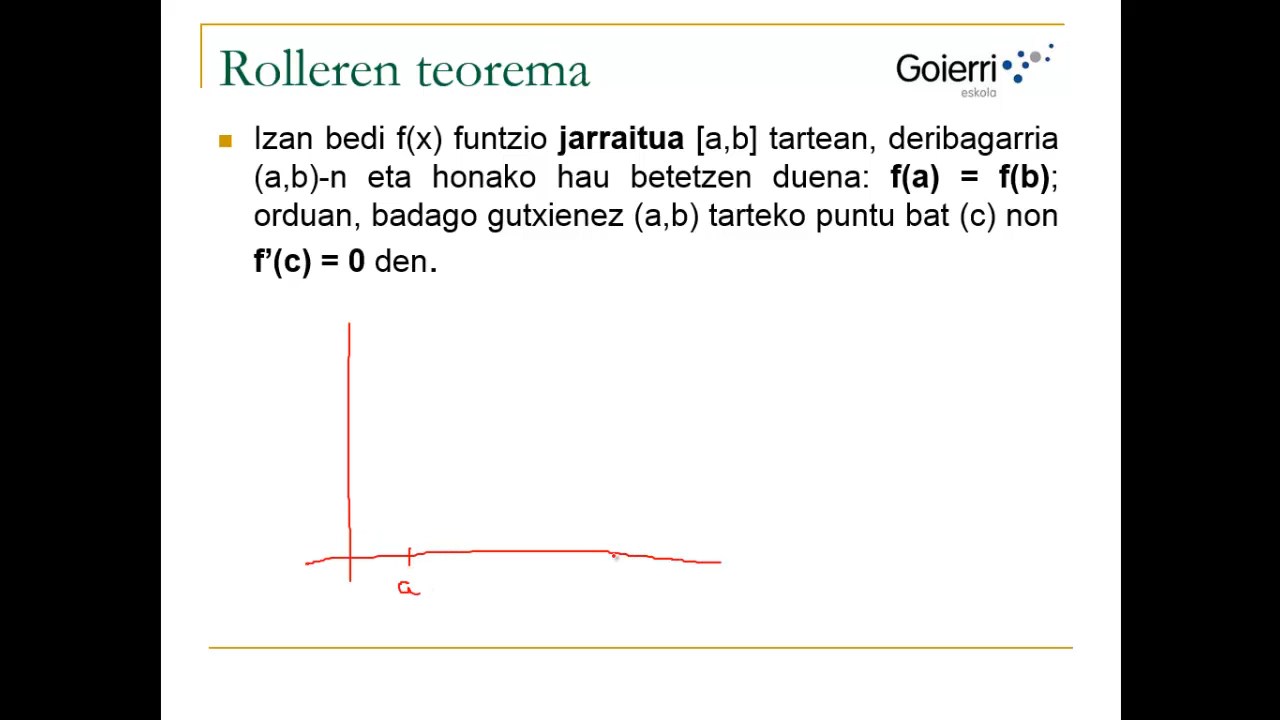 Rolleren teorema
Goierri
eskola
Izan bedi f(x) funtzio jarraitua [a,b] tartean, deribagarria
(a,b)-n eta honako hau betetzen duena: f(a) = f(b);
orduan, badago gutxienez (a,b) tarteko puntu bat (c) non
f’(c) = 0 den.
a